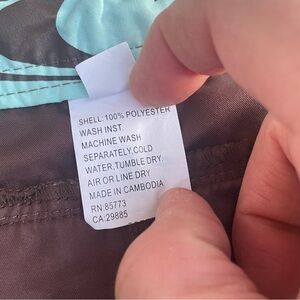 SHELL: 100% POLYESTER
WASH INST.
MACHINE WASH
SEPARATELY.COLD
WATER.TUMBLE DRY.
AIR OR LINE DRY
MADE IN CAMBODIA
RN:85773
CA:29885